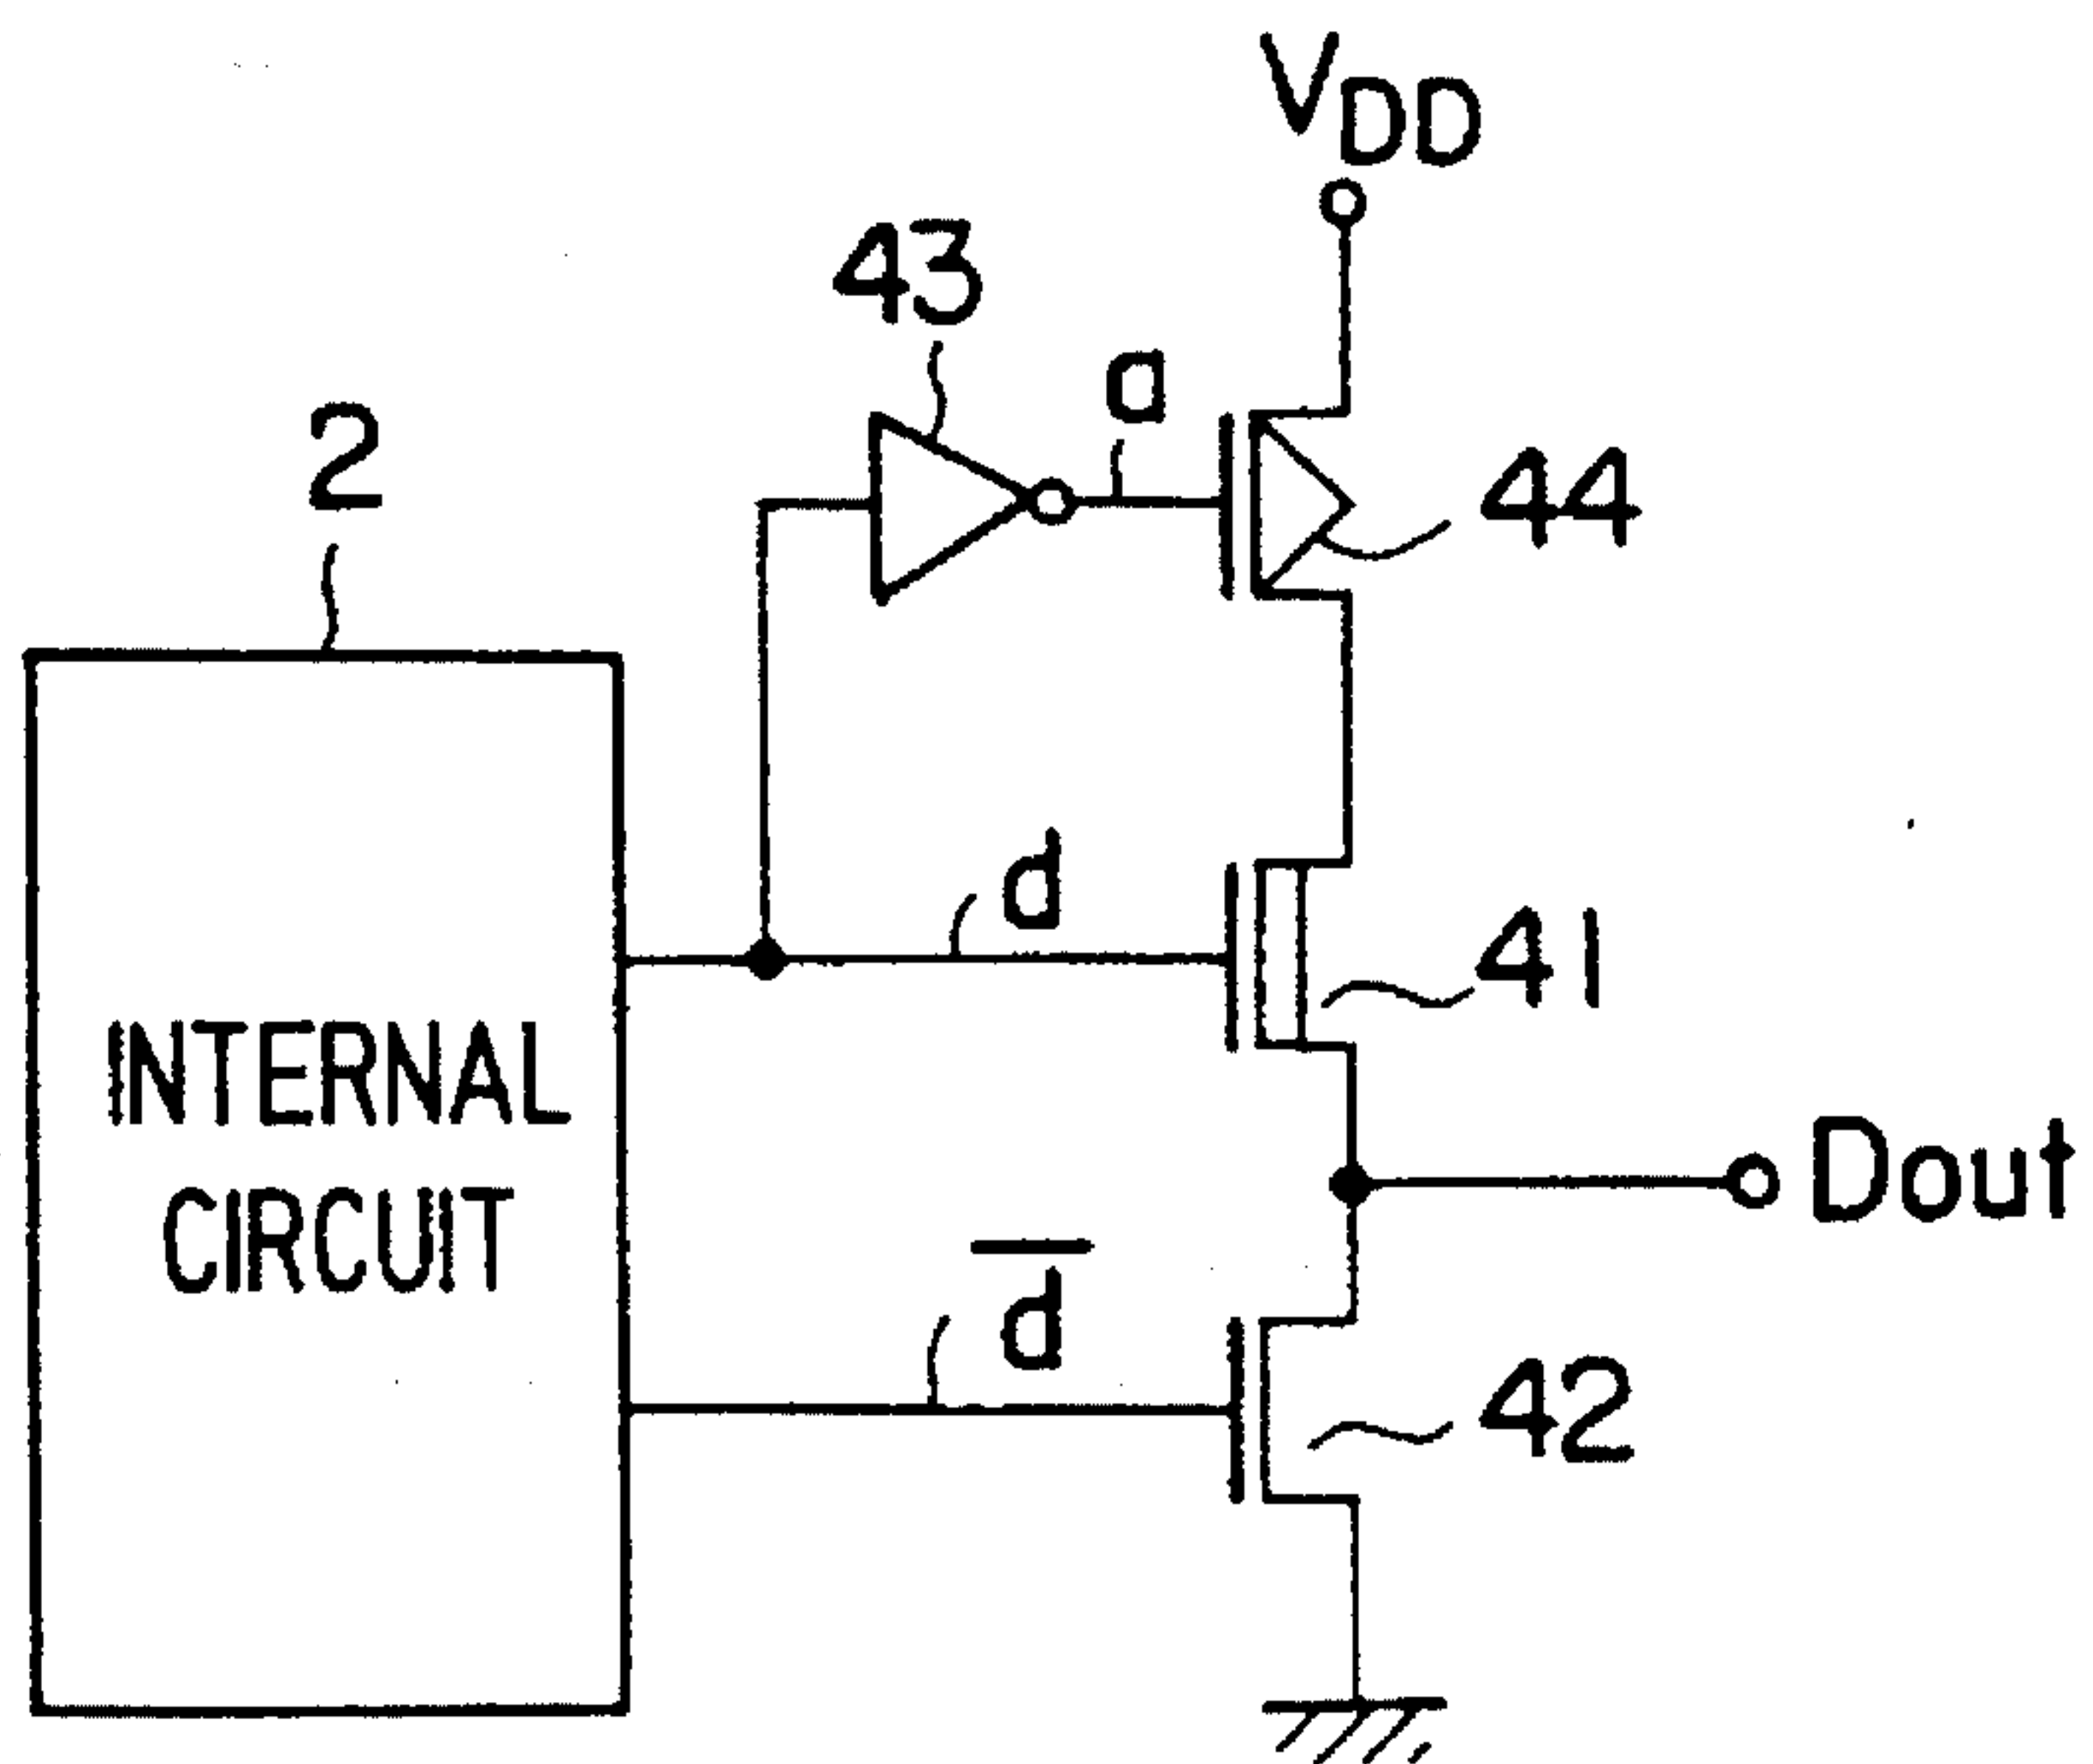 VDD
43
a
2
44
d
41
INTERNAL
CIRCUIT
Dout
d̅
42